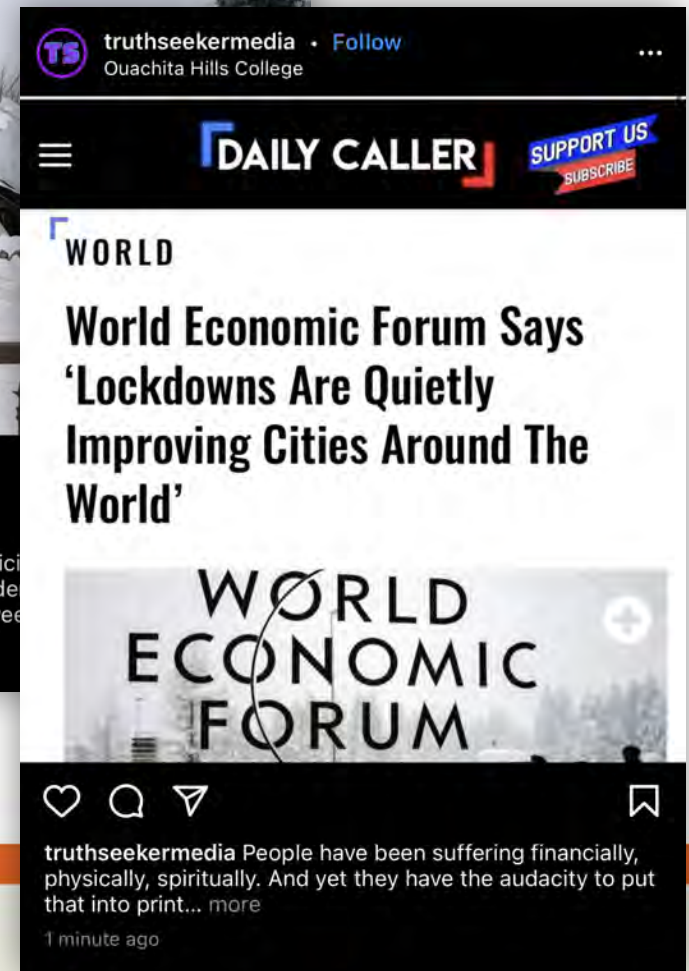 TS
truthseekermedia • Follow
Ouachita Hills College
DAILY CALLER
SUPPORT US
SUBSCRIBE
WORLD
World Economic Forum Says
‘Lockdowns Are Quietly
Improving Cities Around The
World’
WORLD
ECONOMIC
FORUM
truthseekermedia People have been suffering financially,
physically, spiritually. And yet they have the audacity to put
that into print... more
1 minute ago